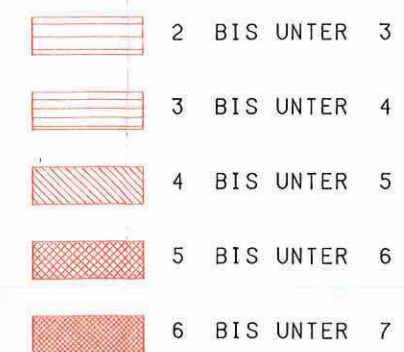 2 BIS UNTER 3
3 BIS UNTER 4
4 BIS UNTER 5
5 BIS UNTER 6
6 BIS UNTER 7